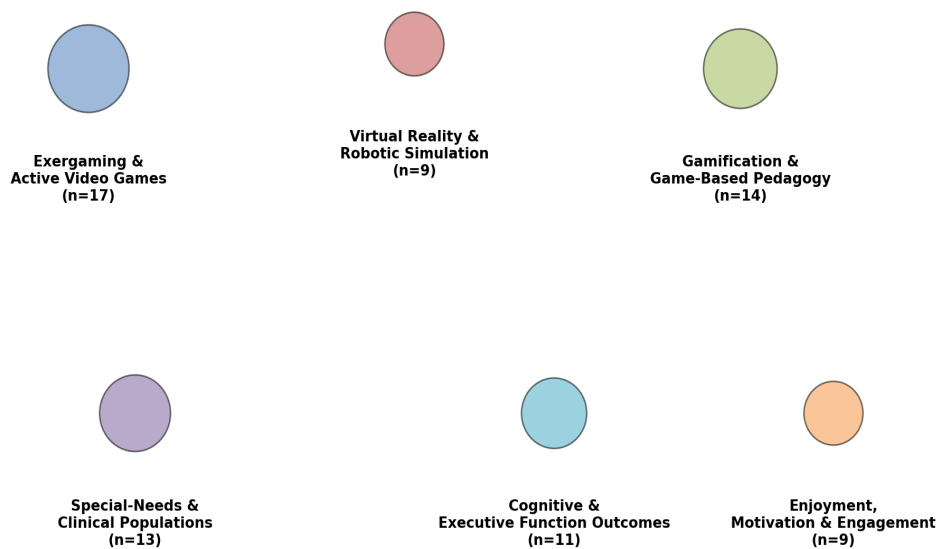 Exergaming &
Active Video Games
(n=17)
Virtual Reality &
Robotic Simulation
(n=9)
Gamification &
Game-Based Pedagogy
(n=14)
Special-Needs &
Clinical Populations
(n=13)
Cognitive &
Executive Function Outcomes
(n=11)
Enjoyment,
Motivation & Engagement
(n=9)